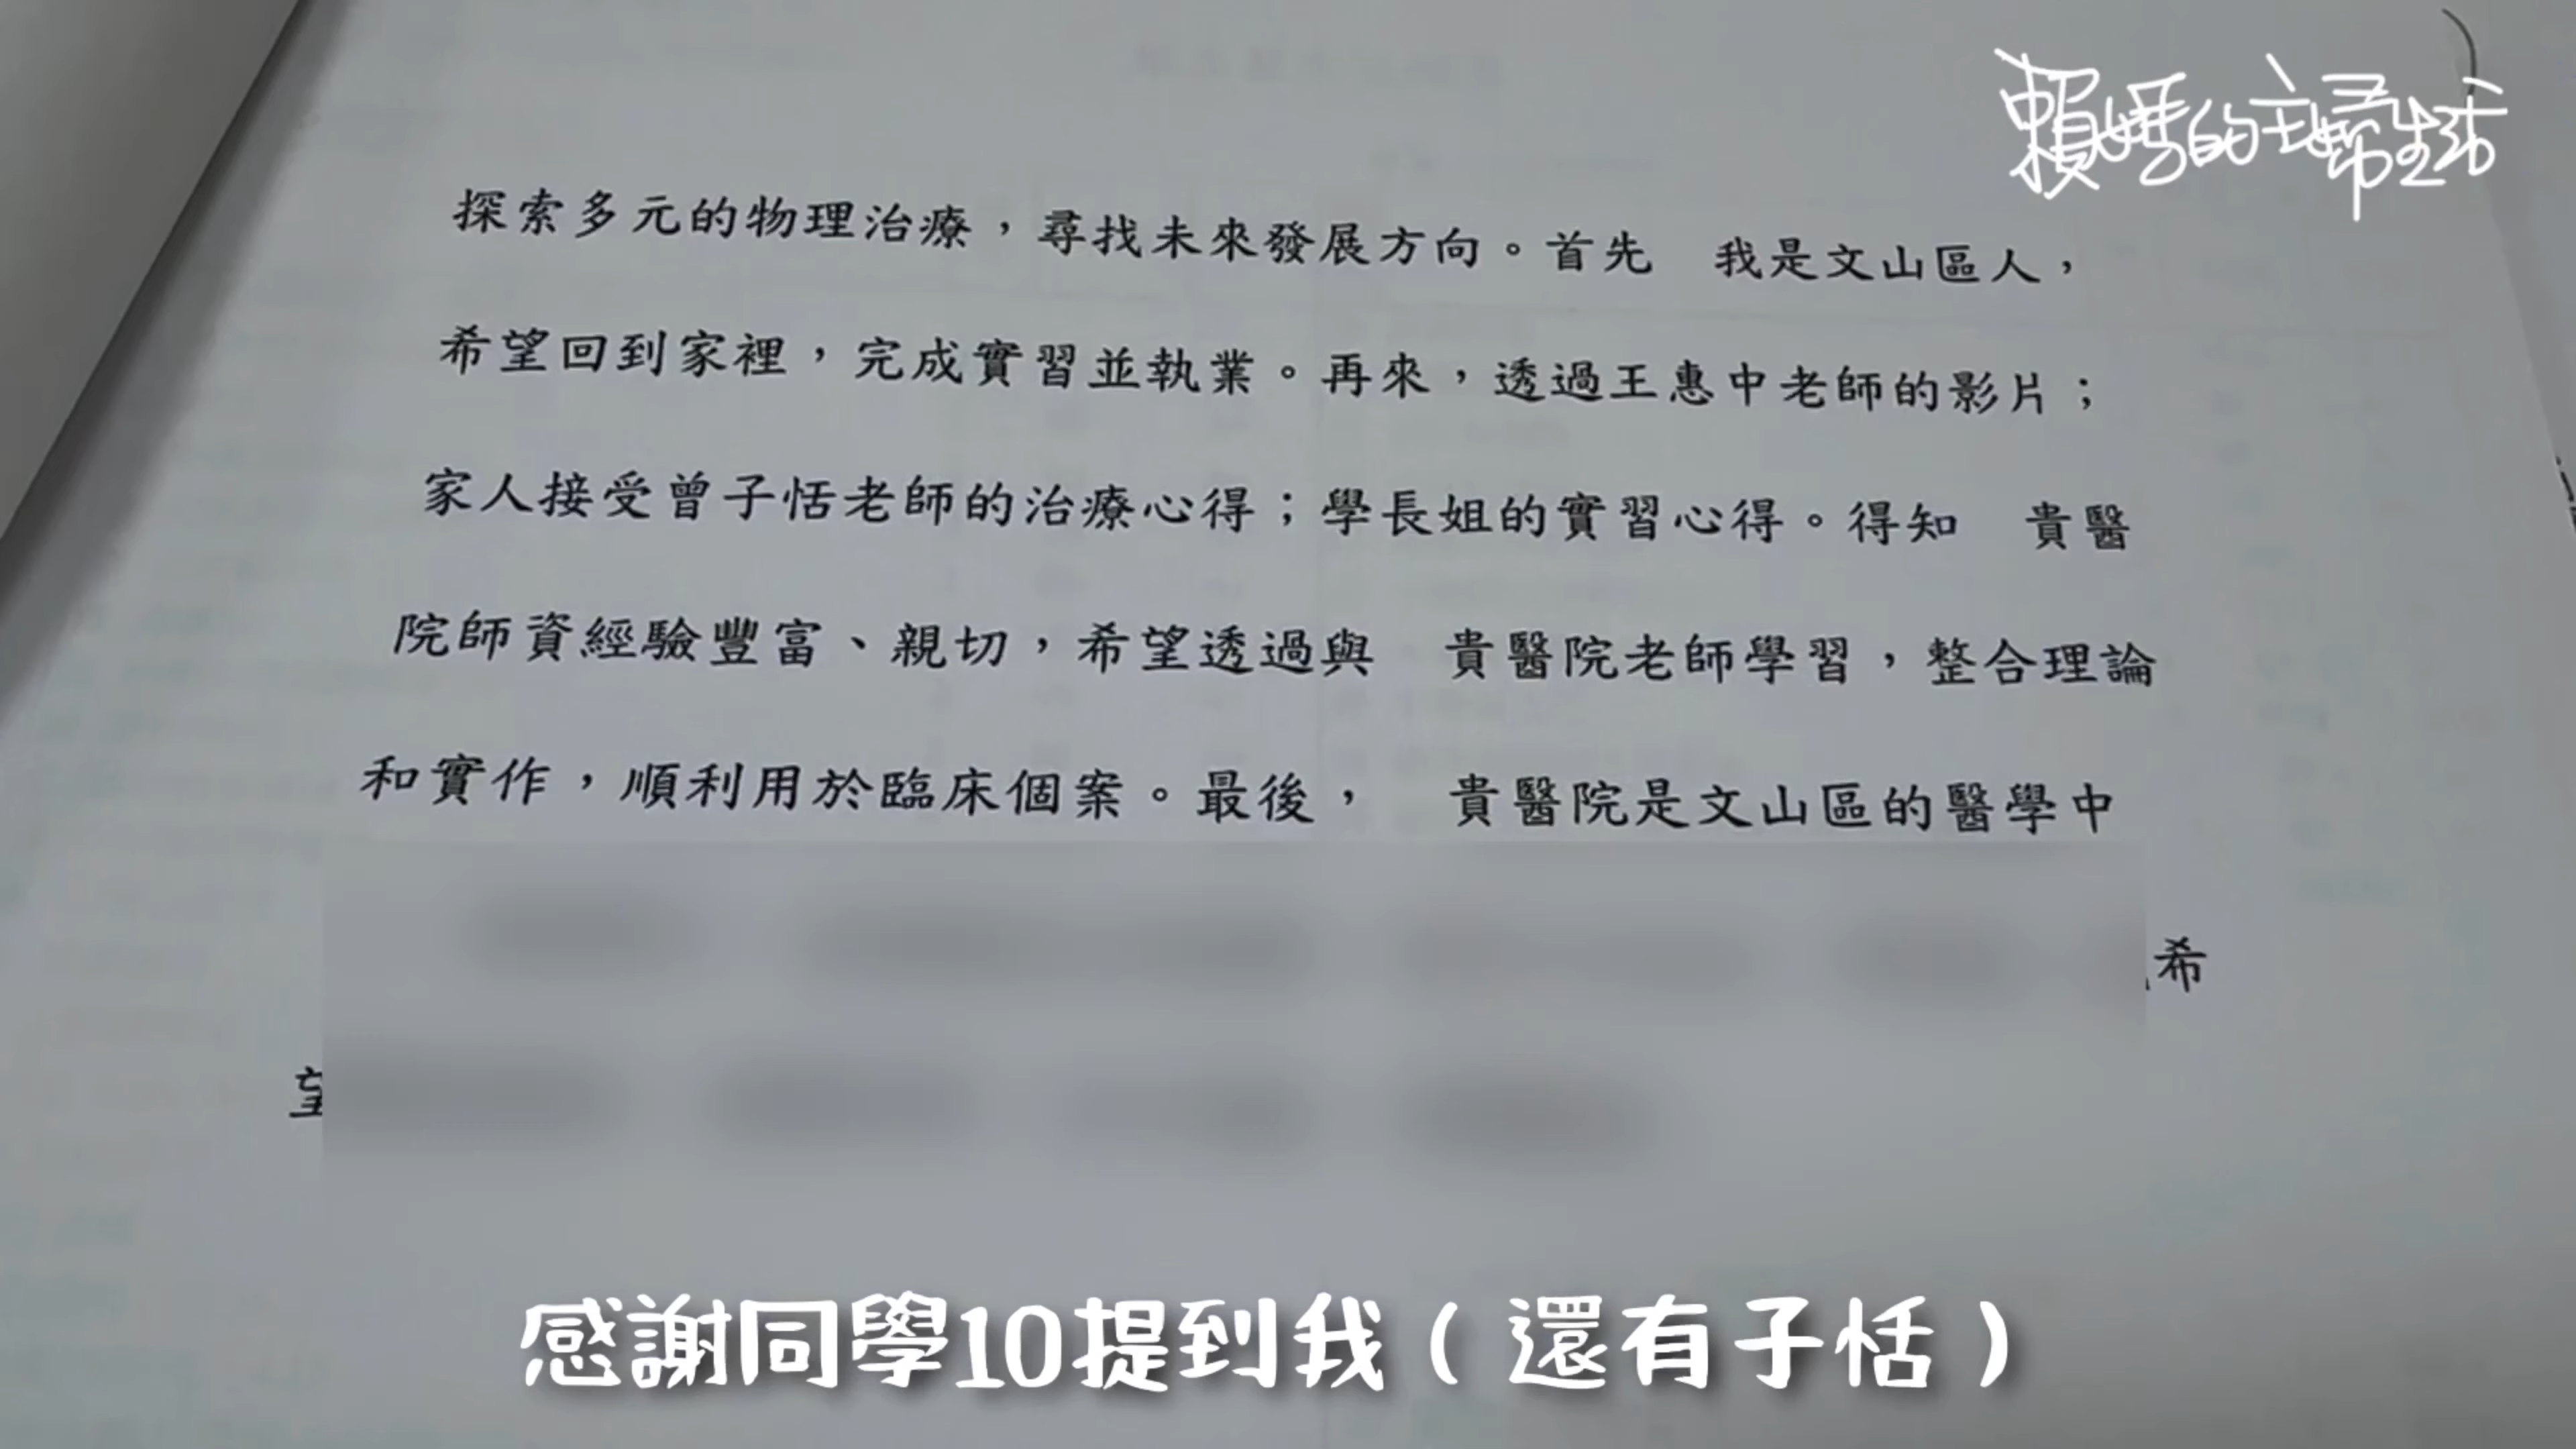 賴媽的主婦生活
探索多元的物理治療，尋找未來發展方向。首先　我是文山區人，
希望回到家裡，完成實習並執業。再來，透過王惠中老師的影片；
家人接受曾子恬老師的治療心得；學長姐的實習心得。得知　貴醫
院師資經驗豐富、親切，希望透過與　貴醫院老師學習，整合理論
和實作，順利用於臨床個案。最後，　貴醫院是文山區的醫學中
希
望
感謝同學10提到我（還有子恬）